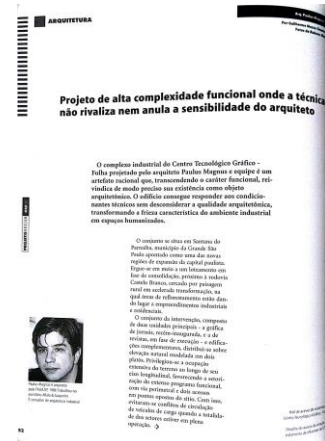 ARQUITETURA
Projeto de alta complexidade funcional onde a técnica
não rivaliza nem anula a sensibilidade do arquiteto
O complexo industrial do Centro Tecnológico Gráfico -
Folha projetado pelo arquiteto Paulus Magnus e equipe é um
artefato racional que, transcendendo o caráter funcional, rei-
vindica de modo preciso sua existência como objeto
arquitetônico. O edifício consegue responder aos condicio-
nantes técnicos sem desconsiderar a qualidade arquitetônica,
transformando a frieza característica do ambiente industrial
em espaços humanizados.
O conjunto se situa em Santana do
Parnaíba, município da Grande São
Paulo apontado como uma das novas
regiões de expansão da capital paulista.
Ergue-se em meio a um loteamento em
fase de consolidação, próximo à rodovia
Castelo Branco, cercado por paisagem
rural em acelerada transformação, na
qual áreas de reflorestamento estão dan-
do lugar a empreendimentos industriais
e residenciais.
O conjunto da intervenção, composto
de duas unidades principais - a gráfica
de jornais, recém-inaugurada, e a de
revistas, em fase de execução - e edifica-
ções complementares, distribui-se sobre
elevação natural modelada em dois
platôs. Privilegiou-se a ocupação
extensiva do terreno ao longo de seu
eixo longitudinal, favorecendo a setori-
zação do extenso programa funcional,
com via perimetral e dois acessos
em pontos opostos do sítio. Com isso,
evitaram-se conflitos de circulação
de veículos de carga quando a totalida-
de dos setores estiver em plena
operação.
92